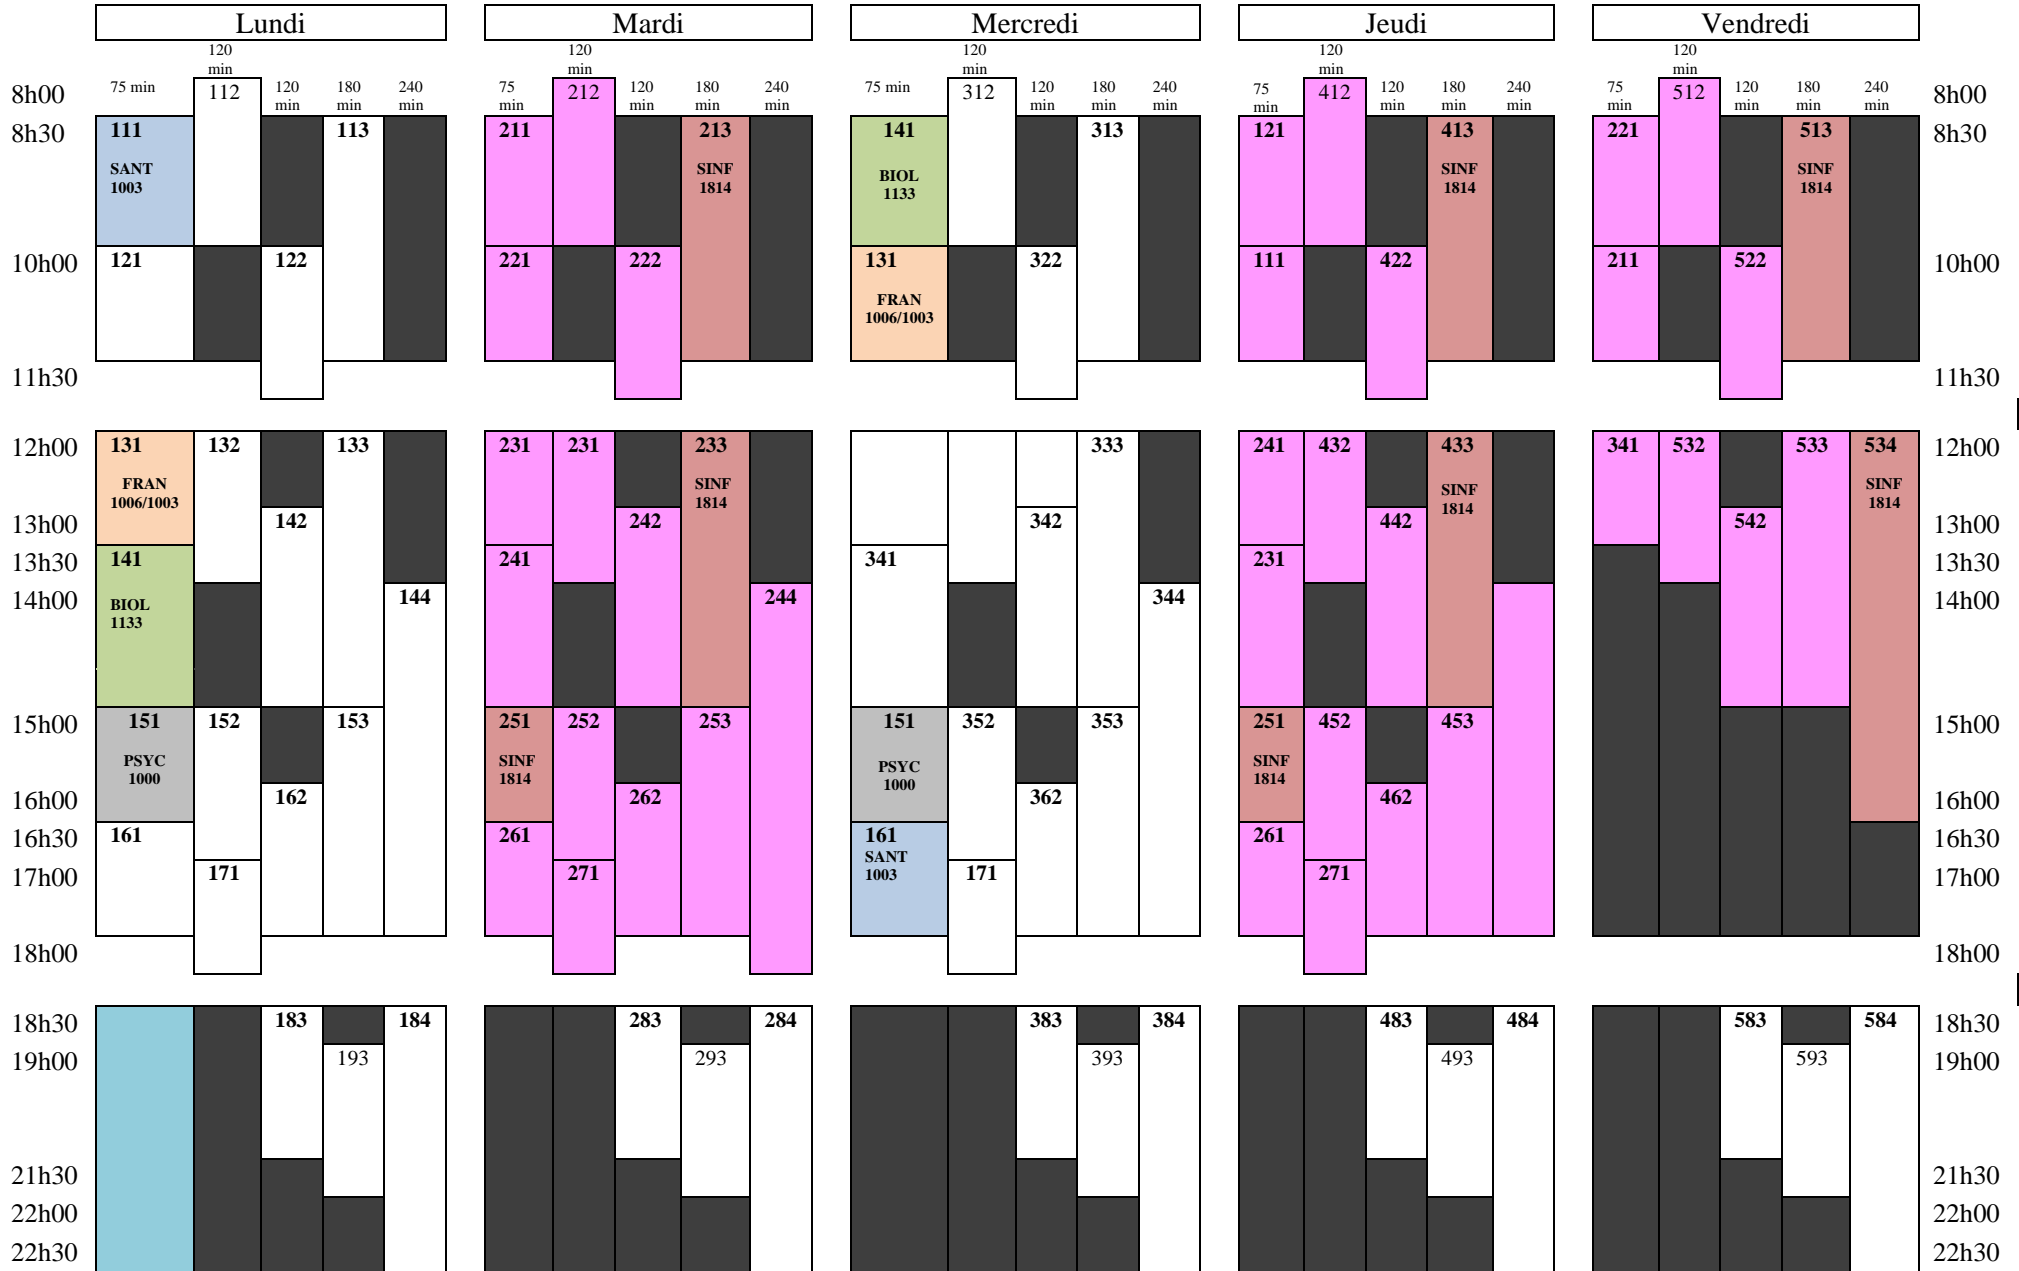 Lundi Mardi Mercredi Jeudi Vendredi
120 120 120 120 120
min min min min min
75 min 120 180 240 75 120 180 240 75 min 120 180 240 75 120 180 240 75 120 180 240
min min min min min min min min min min min min min min min min min
8h00 112 212 312 412 512 8h00
8h30 111 113 211 213 141 313 121 413 221 513 8h30
SANT SINF BIOL SINF SINF
1003 1814 1133 1814 1814
10h00 121 122 221 222 131 322 111 422 211 522 10h00
FRAN
1006/1003
11h30 11h30
12h00 131 132 133 231 231 233 333 241 432 433 341 532 533 534 12h00
FRAN SINF SINF SINF
1006/1003 1814 1814 1814
13h00 142 242 342 442 542 13h00
13h30 141 241 341 231 13h30
14h00 BIOL 144 244 344 14h00
1133
15h00 151 152 153 251 252 253 151 352 353 251 452 453 15h00
PSYC SINF PSYC SINF
1000 1814 1000 1814
16h00 162 262 362 462 16h00
16h30 161 261 161 261 16h30
SANT
17h00 171 271 1003 171 271 17h00
18h00 18h00
18h30 183 184 283 284 383 384 483 484 583 584 18h30
19h00 193 293 393 493 593 19h00
21h30 21h30
22h00 22h00
22h30 22h30